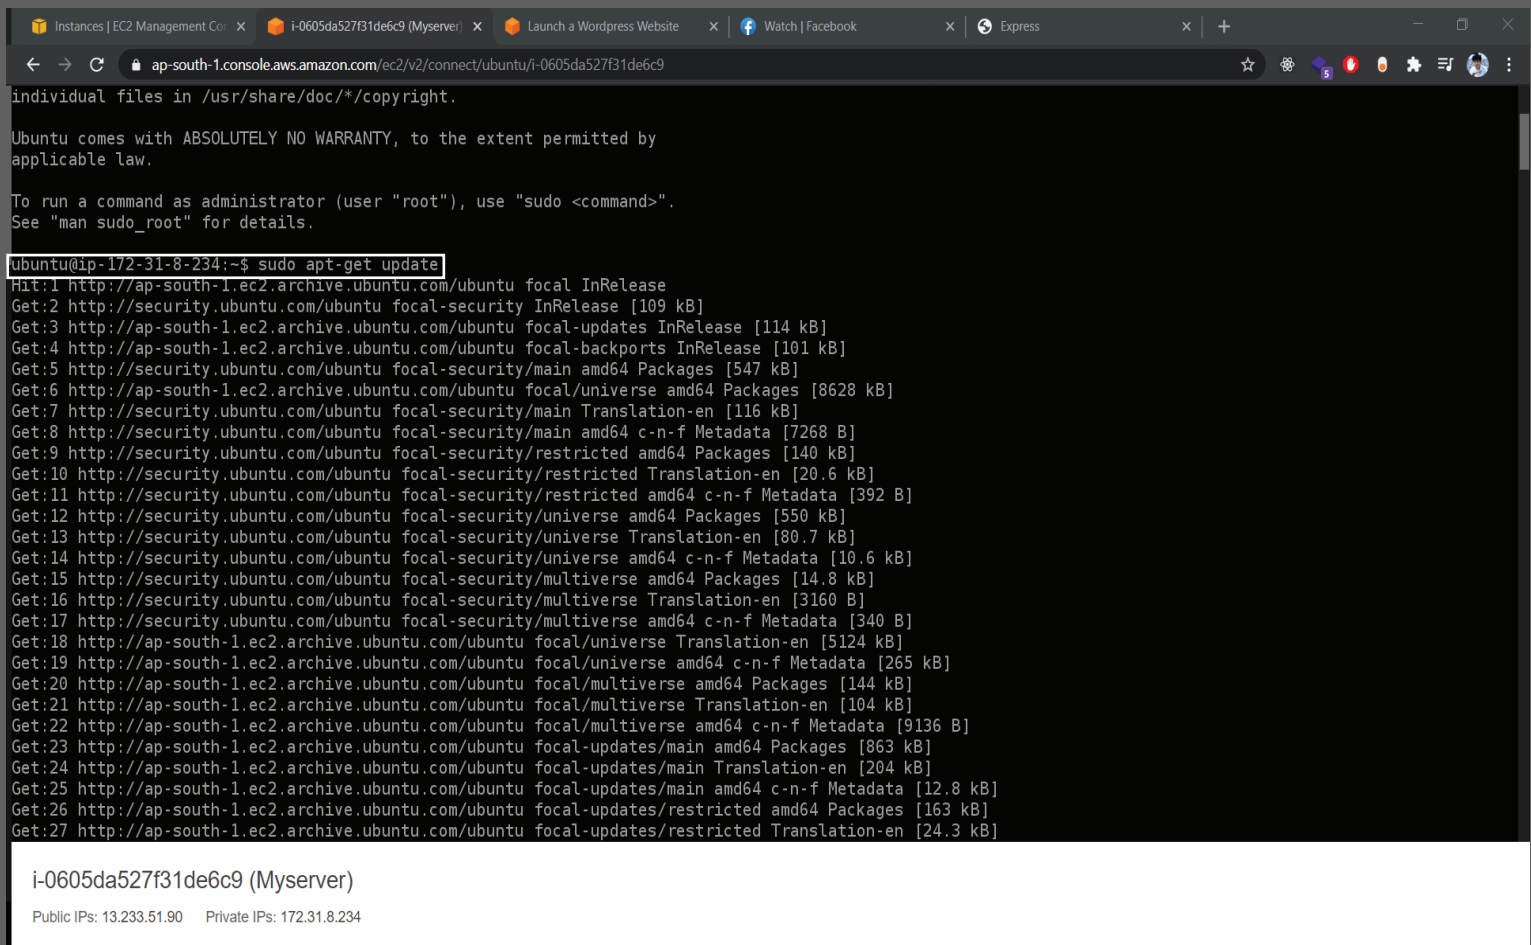 Instances | EC2 Management Con
i-0605da527f31de6c9 (Myserver)
Launch a Wordpress Website
Watch | Facebook
Express
ap-south-1.console.aws.amazon.com/ec2/v2/connect/ubuntu/i-0605da527f31de6c9
5
individual files in /usr/share/doc/*/copyright.
Ubuntu comes with ABSOLUTELY NO WARRANTY, to the extent permitted by
applicable law.
To run a command as administrator (user "root"), use "sudo <command>".
See "man sudo_root" for details.
ubuntu@ip-172-31-8-234:~$ sudo apt-get update
Hit:1 http://ap-south-1.ec2.archive.ubuntu.com/ubuntu focal InRelease
Get:2 http://security.ubuntu.com/ubuntu focal-security InRelease [109 kB]
Get:3 http://ap-south-1.ec2.archive.ubuntu.com/ubuntu focal-updates InRelease [114 kB]
Get:4 http://ap-south-1.ec2.archive.ubuntu.com/ubuntu focal-backports InRelease [101 kB]
Get:5 http://security.ubuntu.com/ubuntu focal-security/main amd64 Packages [547 kB]
Get:6 http://ap-south-1.ec2.archive.ubuntu.com/ubuntu focal/universe amd64 Packages [8628 kB]
Get:7 http://security.ubuntu.com/ubuntu focal-security/main Translation-en [116 kB]
Get:8 http://security.ubuntu.com/ubuntu focal-security/main amd64 c-n-f Metadata [7268 B]
Get:9 http://security.ubuntu.com/ubuntu focal-security/restricted amd64 Packages [140 kB]
Get:10 http://security.ubuntu.com/ubuntu focal-security/restricted Translation-en [20.6 kB]
Get:11 http://security.ubuntu.com/ubuntu focal-security/restricted amd64 c-n-f Metadata [392 B]
Get:12 http://security.ubuntu.com/ubuntu focal-security/universe amd64 Packages [550 kB]
Get:13 http://security.ubuntu.com/ubuntu focal-security/universe Translation-en [80.7 kB]
Get:14 http://security.ubuntu.com/ubuntu focal-security/universe amd64 c-n-f Metadata [10.6 kB]
Get:15 http://security.ubuntu.com/ubuntu focal-security/multiverse amd64 Packages [14.8 kB]
Get:16 http://security.ubuntu.com/ubuntu focal-security/multiverse Translation-en [3160 B]
Get:17 http://security.ubuntu.com/ubuntu focal-security/multiverse amd64 c-n-f Metadata [340 B]
Get:18 http://ap-south-1.ec2.archive.ubuntu.com/ubuntu focal/universe Translation-en [5124 kB]
Get:19 http://ap-south-1.ec2.archive.ubuntu.com/ubuntu focal/universe amd64 c-n-f Metadata [265 kB]
Get:20 http://ap-south-1.ec2.archive.ubuntu.com/ubuntu focal/multiverse amd64 Packages [144 kB]
Get:21 http://ap-south-1.ec2.archive.ubuntu.com/ubuntu focal/multiverse Translation-en [104 kB]
Get:22 http://ap-south-1.ec2.archive.ubuntu.com/ubuntu focal/multiverse amd64 c-n-f Metadata [9136 B]
Get:23 http://ap-south-1.ec2.archive.ubuntu.com/ubuntu focal-updates/main amd64 Packages [863 kB]
Get:24 http://ap-south-1.ec2.archive.ubuntu.com/ubuntu focal-updates/main Translation-en [204 kB]
Get:25 http://ap-south-1.ec2.archive.ubuntu.com/ubuntu focal-updates/main amd64 c-n-f Metadata [12.8 kB]
Get:26 http://ap-south-1.ec2.archive.ubuntu.com/ubuntu focal-updates/restricted amd64 Packages [163 kB]
Get:27 http://ap-south-1.ec2.archive.ubuntu.com/ubuntu focal-updates/restricted Translation-en [24.3 kB]
i-0605da527f31de6c9 (Myserver)
Public IPs: 13.233.51.90 Private IPs: 172.31.8.234